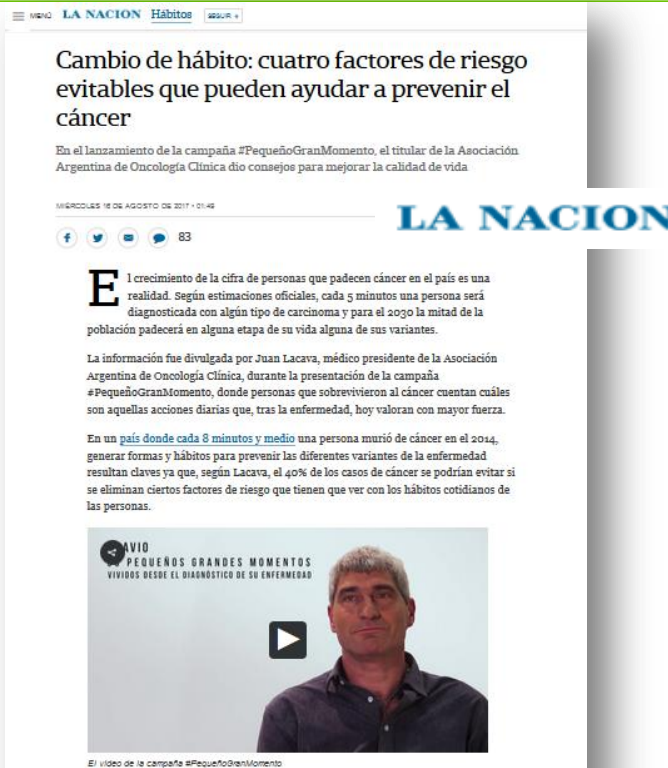 MENÚ LA NACION Hábitos SEGUIR +
Cambio de hábito: cuatro factores de riesgo
evitables que pueden ayudar a prevenir el
cáncer
En el lanzamiento de la campaña #PequeñoGranMomento, el titular de la Asociación
Argentina de Oncología Clínica dio consejos para mejorar la calidad de vida
MIÉRCOLES 16 DE AGOSTO DE 2017 • 01:45
LA NACION
83
El crecimiento de la cifra de personas que padecen cáncer en el país es una
realidad. Según estimaciones oficiales, cada 5 minutos una persona será
diagnosticada con algún tipo de carcinoma y para el 2030 la mitad de la
población padecerá en alguna etapa de su vida alguna de sus variantes.
La información fue divulgada por Juan Lacava, médico presidente de la Asociación
Argentina de Oncología Clínica, durante la presentación de la campaña
#PequeñoGranMomento, donde personas que sobrevivieron al cáncer cuentan cuáles
son aquellas acciones diarias que, tras la enfermedad, hoy valoran con mayor fuerza.
En un país donde cada 8 minutos y medio una persona murió de cáncer en el 2014,
generar formas y hábitos para prevenir las diferentes variantes de la enfermedad
resultan claves ya que, según Lacava, el 40% de los casos de cáncer se podrían evitar si
se eliminan ciertos factores de riesgo que tienen que ver con los hábitos cotidianos de
las personas.
AVIO
PEQUEÑOS GRANDES MOMENTOS
VIVIDOS DESDE EL DIAGNÓSTICO DE SU ENFERMEDAD
El video de la campaña #PequeñoGranMomento